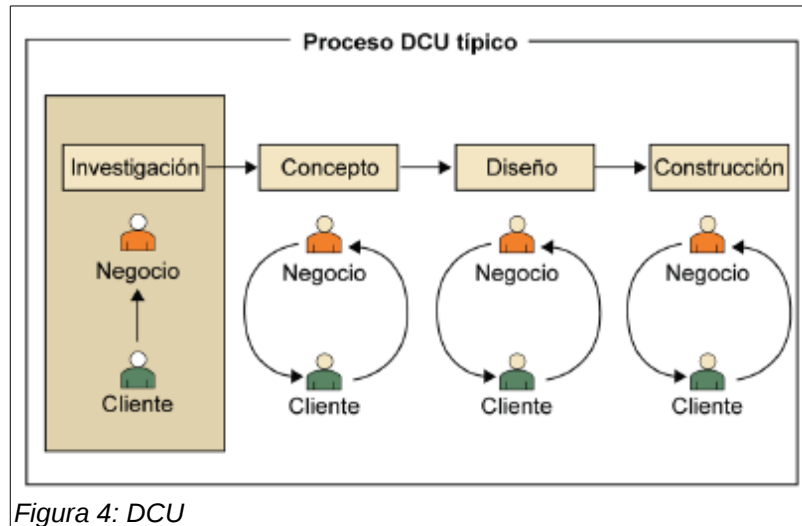 Proceso DCU típico
Investigación
Concepto
Diseño
Construcción
Negocio
Negocio
Negocio
Negocio
Cliente
Cliente
Cliente
Cliente
Figura 4: DCU